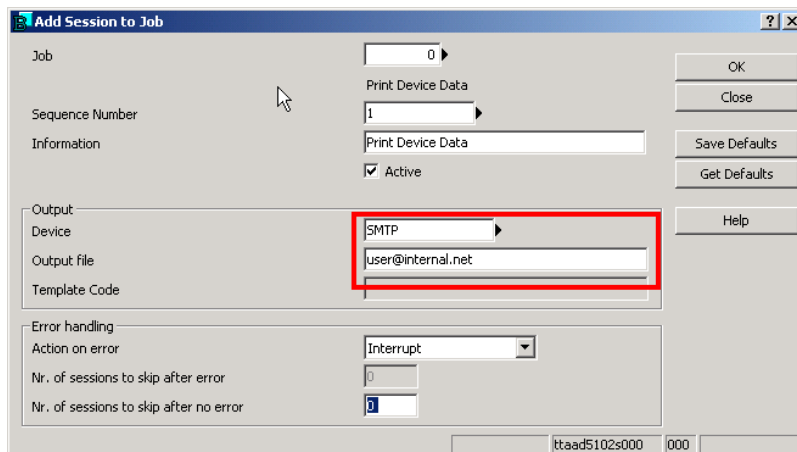 Add Session to Job
Job 0 OK
Print Device Data Close
Sequence Number 1
Information Print Device Data Save Defaults
Active Get Defaults
Output Help
Device SMTP
Output file user@internal.net
Template Code
Error handling
Action on error Interrupt
Nr. of sessions to skip after error 0
Nr. of sessions to skip after no error 0
ttaad5102s000 000